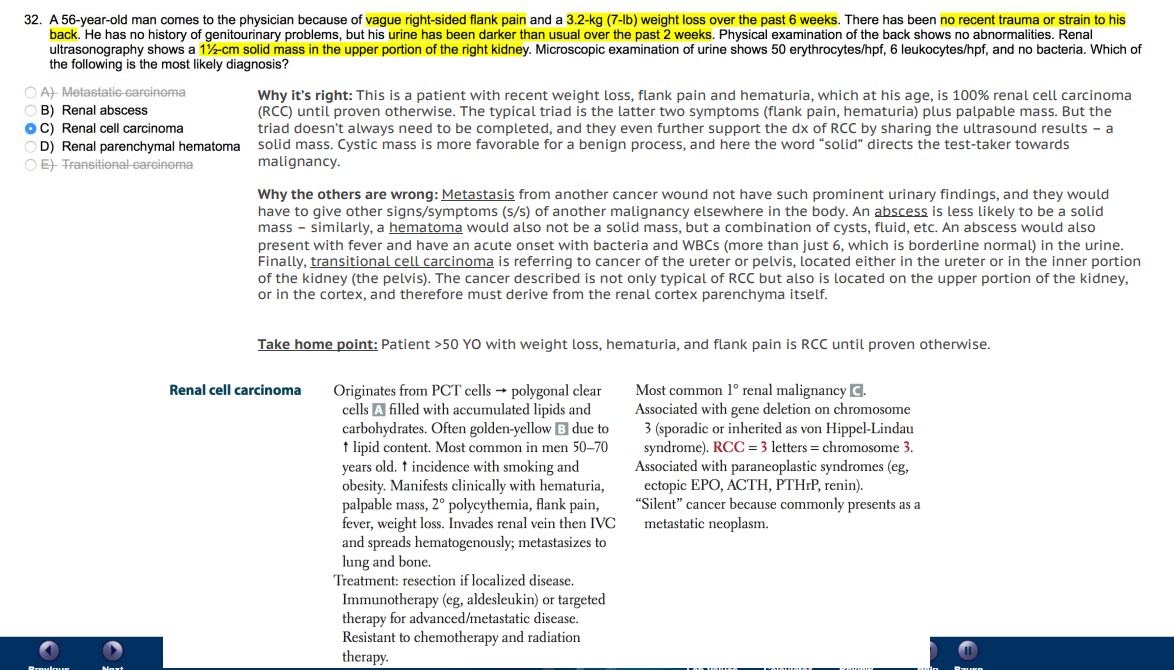 32. A 56-year-old man comes to the physician because of vague right-sided flank pain and a 3.2-kg (7-lb) weight loss over the past 6 weeks. There has been no recent trauma or strain to his
back. He has no history of genitourinary problems, but his urine has been darker than usual over the past 2 weeks. Physical examination of the back shows no abnormalities. Renal
ultrasonography shows a 1½-cm solid mass in the upper portion of the right kidney. Microscopic examination of urine shows 50 erythrocytes/hpf, 6 leukocytes/hpf, and no bacteria. Which of
the following is the most likely diagnosis?
A) Metastatic carcinoma
B) Renal abscess
C) Renal cell carcinoma
D) Renal parenchymal hematoma
E) Transitional carcinoma
Why it's right: This is a patient with recent weight loss, flank pain and hematuria, which at his age, is 100% renal cell carcinoma
(RCC) until proven otherwise. The typical triad is the latter two symptoms (flank pain, hematuria) plus palpable mass. But the
triad doesn't always need to be completed, and they even further support the dx of RCC by sharing the ultrasound results – a
solid mass. Cystic mass is more favorable for a benign process, and here the word "solid" directs the test-taker towards
malignancy.
Why the others are wrong: Metastasis from another cancer wound not have such prominent urinary findings, and they would
have to give other signs/symptoms (s/s) of another malignancy elsewhere in the body. An abscess is less likely to be a solid
mass – similarly, a hematoma would also not be a solid mass, but a combination of cysts, fluid, etc. An abscess would also
present with fever and have an acute onset with bacteria and WBCs (more than just 6, which is borderline normal) in the urine.
Finally, transitional cell carcinoma is referring to cancer of the ureter or pelvis, located either in the ureter or in the inner portion
of the kidney (the pelvis). The cancer described is not only typical of RCC but also is located on the upper portion of the kidney,
or in the cortex, and therefore must derive from the renal cortex parenchyma itself.
Take home point: Patient >50 YO with weight loss, hematuria, and flank pain is RCC until proven otherwise.
Renal cell carcinoma
Originates from PCT cells → polygonal clear
cells A filled with accumulated lipids and
carbohydrates. Often golden-yellow B due to
↑ lipid content. Most common in men 50–70
years old. ↑ incidence with smoking and
obesity. Manifests clinically with hematuria,
palpable mass, 2° polycythemia, flank pain,
fever, weight loss. Invades renal vein then IVC
and spreads hematogenously; metastasizes to
lung and bone.
Treatment: resection if localized disease.
Immunotherapy (eg, aldesleukin) or targeted
therapy for advanced/metastatic disease.
Resistant to chemotherapy and radiation
therapy.
Most common 1° renal malignancy C.
Associated with gene deletion on chromosome
3 (sporadic or inherited as von Hippel-Lindau
syndrome). RCC = 3 letters = chromosome 3.
Associated with paraneoplastic syndromes (eg,
ectopic EPO, ACTH, PTHrP, renin).
"Silent" cancer because commonly presents as a
metastatic neoplasm.
Previous
Next
Pause